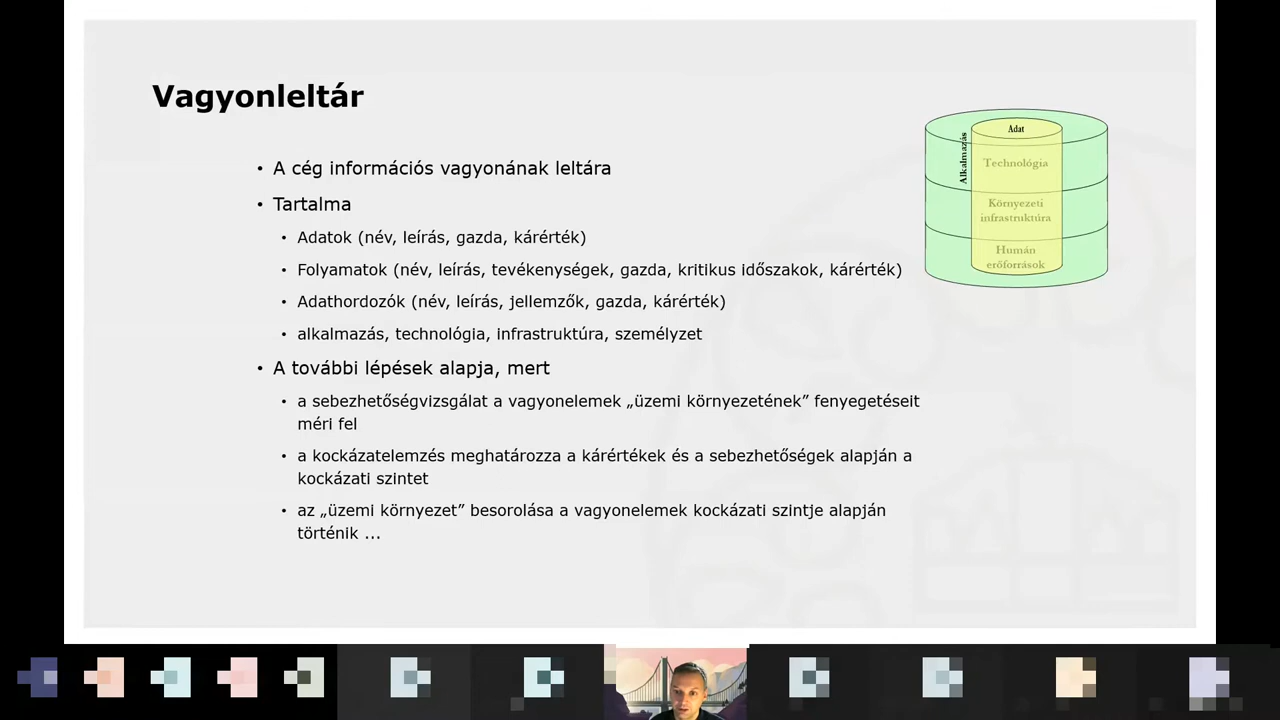 Vagyonleltár
• A cég információs vagyonának leltára
• Tartalma
• Adatok (név, leírás, gazda, kárérték)
• Folyamatok (név, leírás, tevékenységek, gazda, kritikus időszakok, kárérték)
• Adathordozók (név, leírás, jellemzők, gazda, kárérték)
• alkalmazás, technológia, infrastruktúra, személyzet
• A további lépések alapja, mert
• a sebezhetőségvizsgálat a vagyonelemek „üzemi környezetének” fenyegetéseit
méri fel
• a kockázatelemzés meghatározza a kárértékek és a sebezhetőségek alapján a
kockázati szintet
• az „üzemi környezet” besorolása a vagyonelemek kockázati szintje alapján
történik ...
Adat
Alkalmazás
Technológia
Környezeti
infrastruktúra
Humán
erőforrások